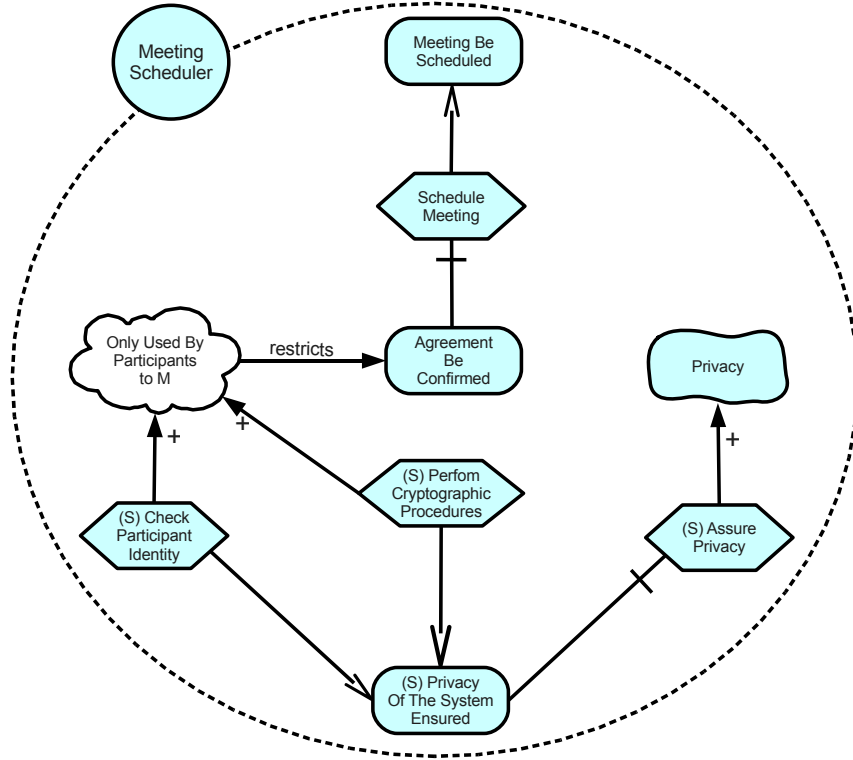 Meeting
Scheduler
Meeting Be
Scheduled
Schedule
Meeting
Only Used By
Participants
to M
restricts
Agreement
Be
Confirmed
Privacy
+
+
+
(S) Check
Participant
Identity
(S) Perfom
Cryptographic
Procedures
(S) Assure
Privacy
(S) Privacy
Of The System
Ensured